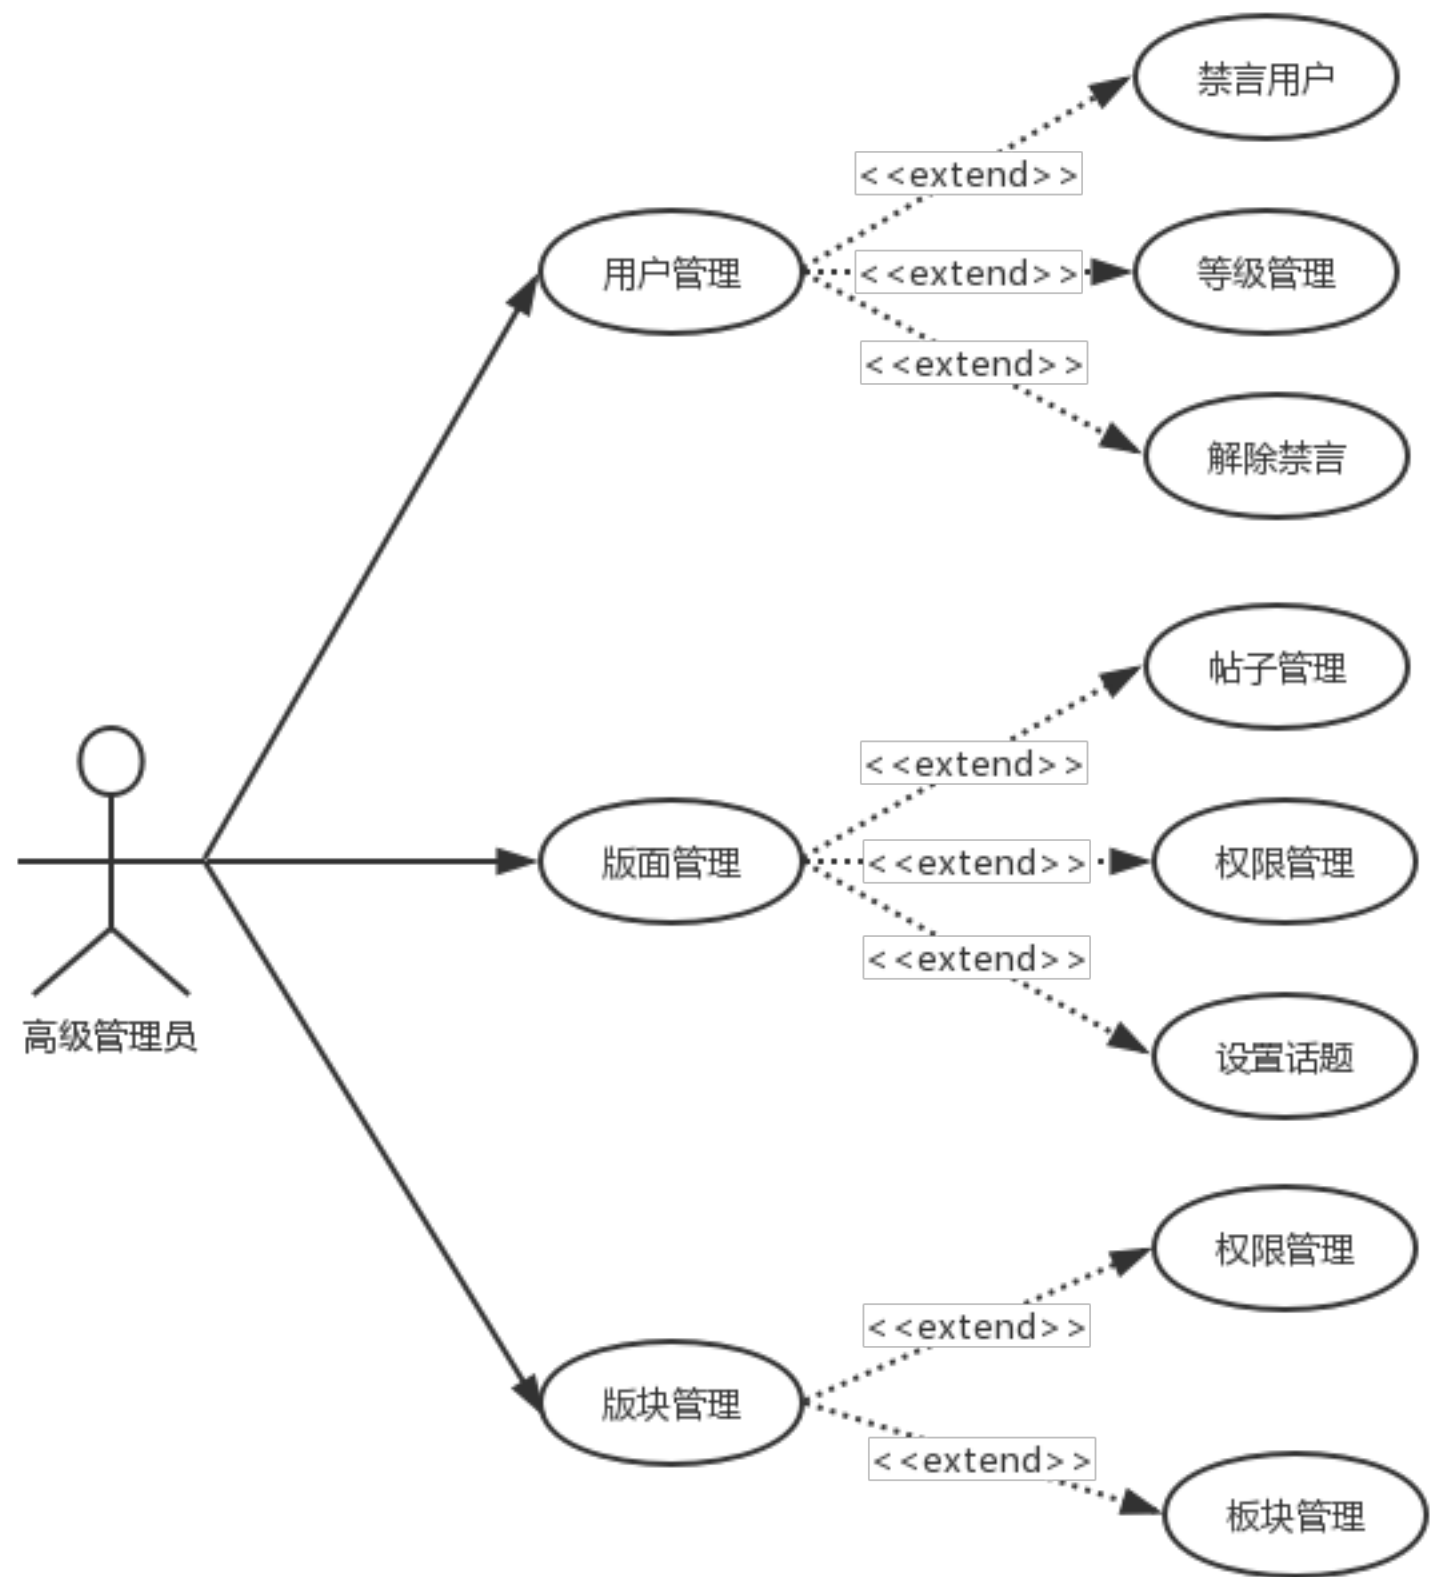 禁言用户
<<extend>>
用户管理
<<extend>>
等级管理
<<extend>>
解除禁言
帖子管理
<<extend>>
版面管理
<<extend>>
权限管理
<<extend>>
设置话题
高级管理员
权限管理
<<extend>>
版块管理
<<extend>>
板块管理